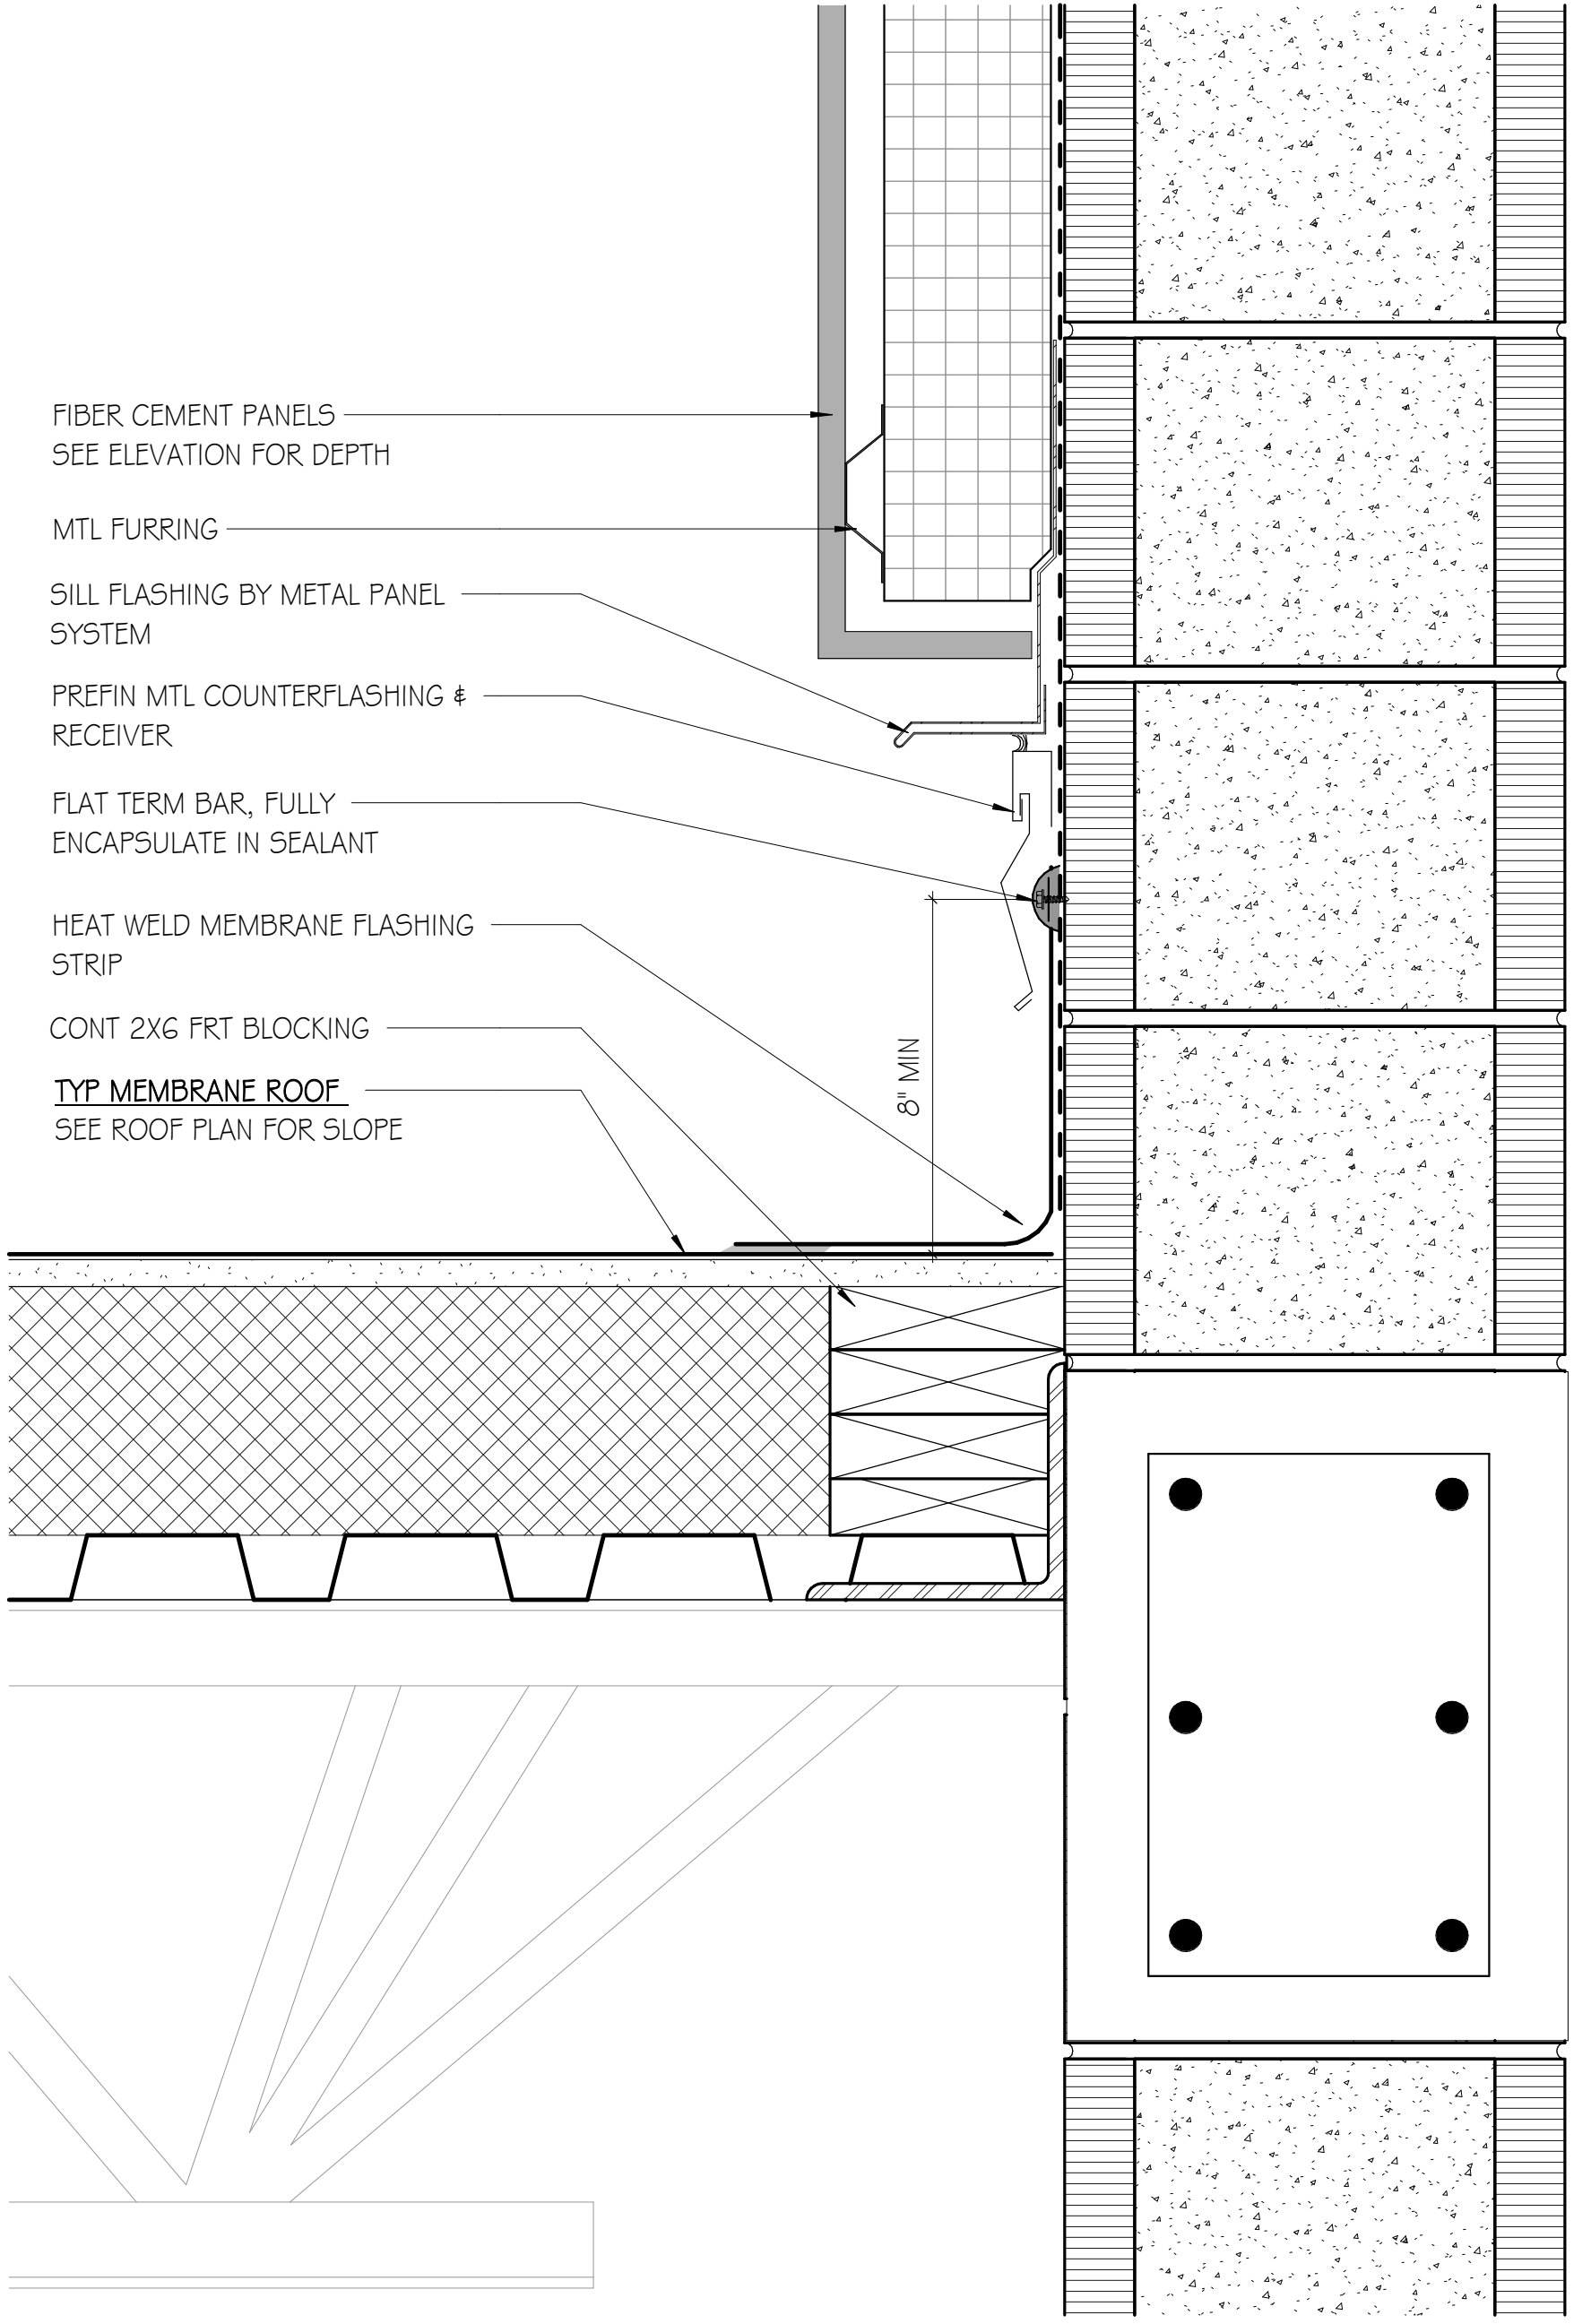 FIBER CEMENT PANELS
SEE ELEVATION FOR DEPTH
MTL FURRING
SILL FLASHING BY METAL PANEL
SYSTEM
PREFIN MTL COUNTERFLASHING &
RECEIVER
FLAT TERM BAR, FULLY
ENCAPSULATE IN SEALANT
HEAT WELD MEMBRANE FLASHING
STRIP
CONT 2X6 FRT BLOCKING
TYP MEMBRANE ROOF
SEE ROOF PLAN FOR SLOPE
8" MIN